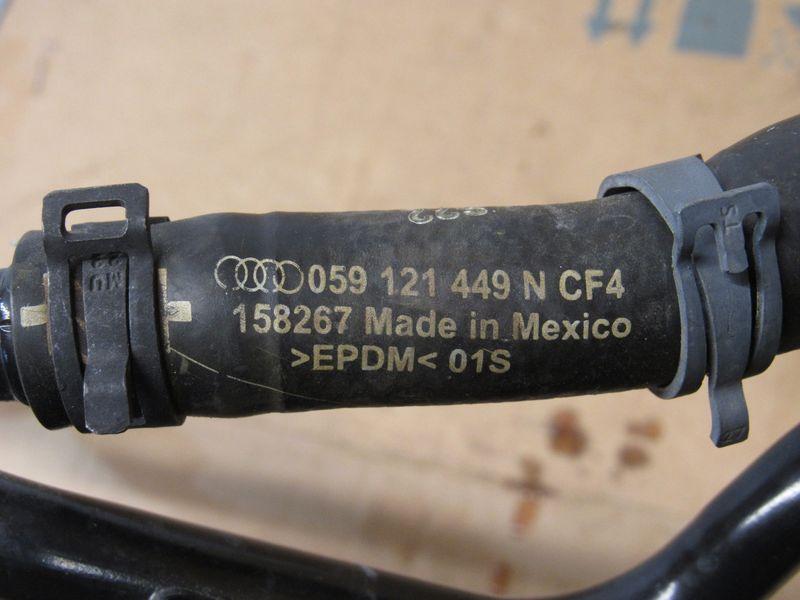 059 121 449 N CF4
158267 Made in Mexico
>EPDM< 01S